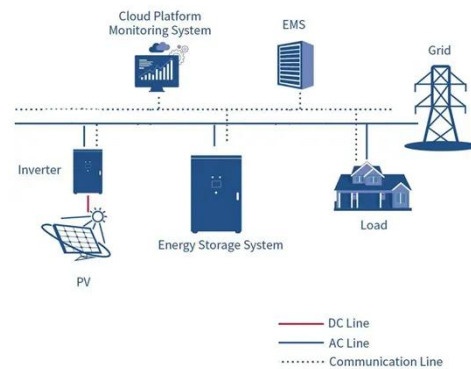 Cloud Platform
Monitoring System
EMS
Grid
Inverter
Energy Storage System
Load
PV
DC Line
AC Line
Communication Line